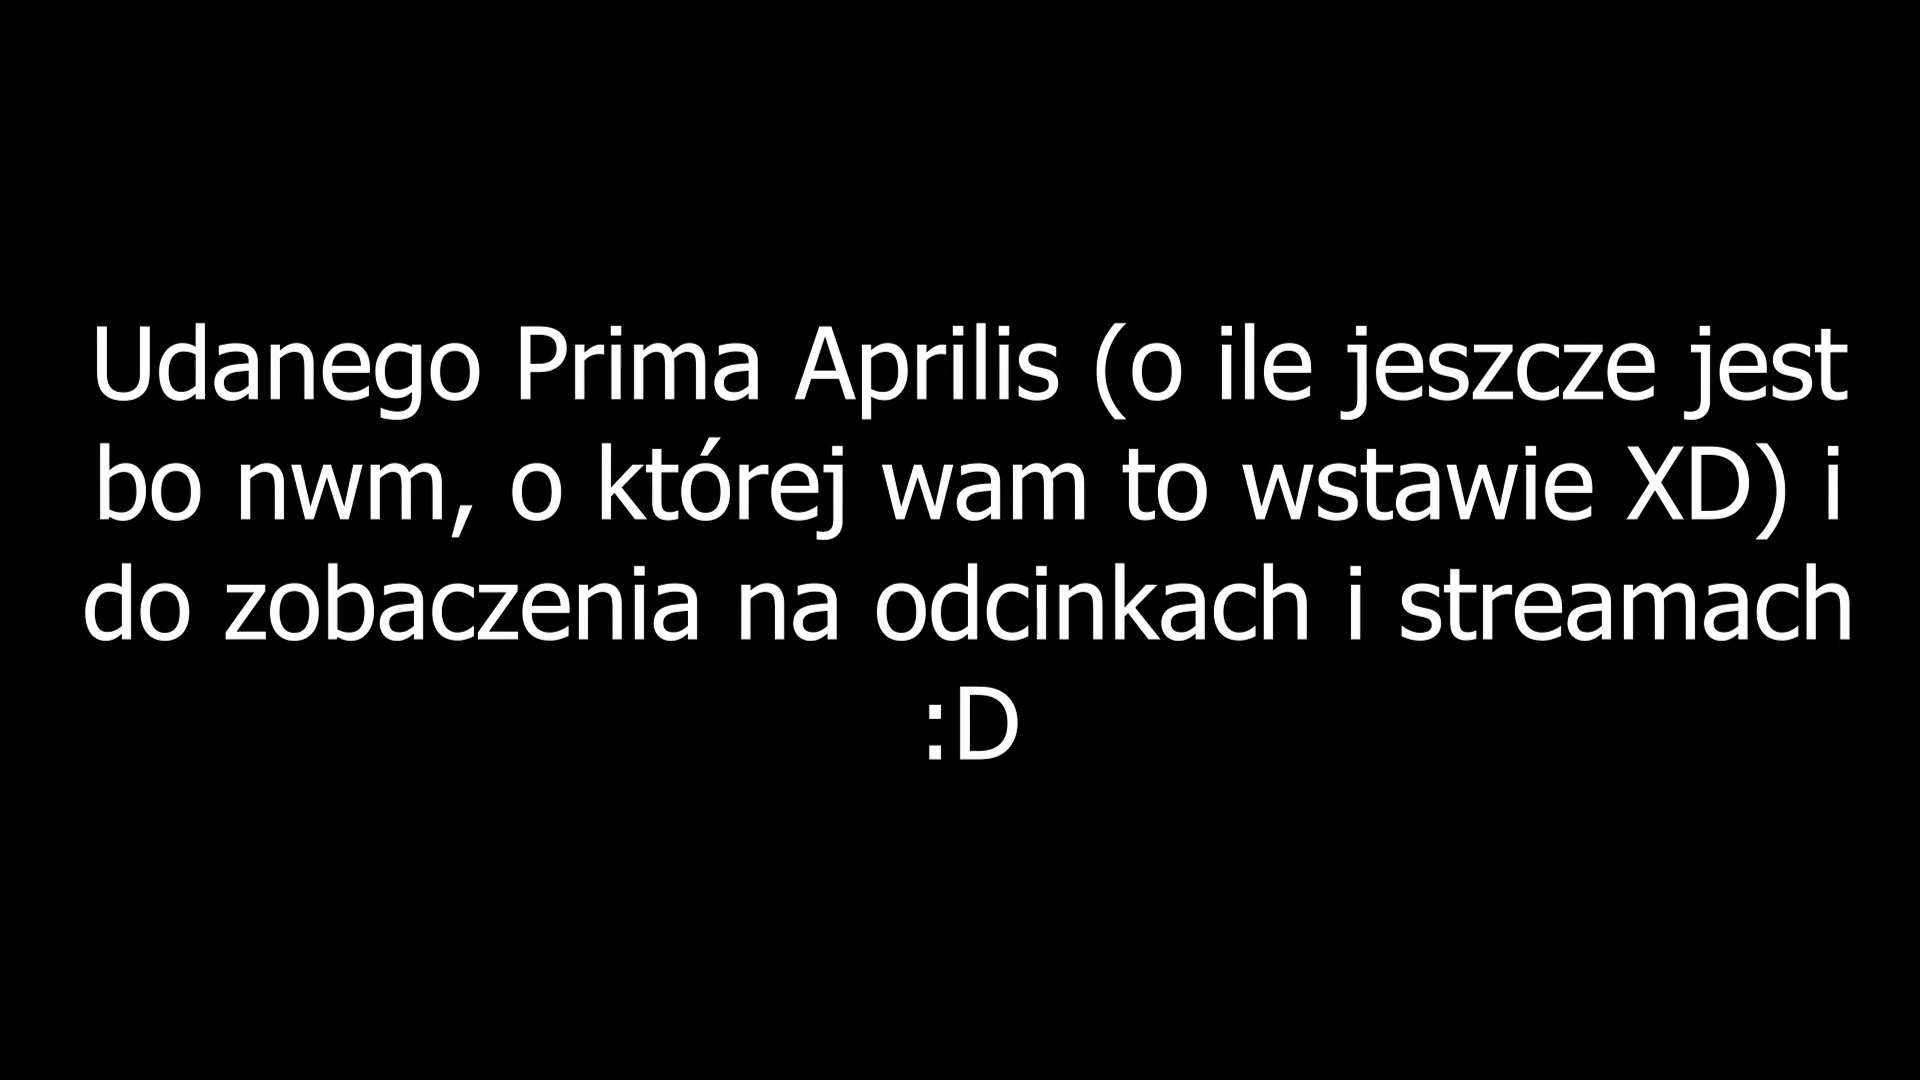 Udanego Prima Aprilis (o ile jeszcze jest
bo nwm, o której wam to wstawie XD) i
do zobaczenia na odcinkach i streamach
:D